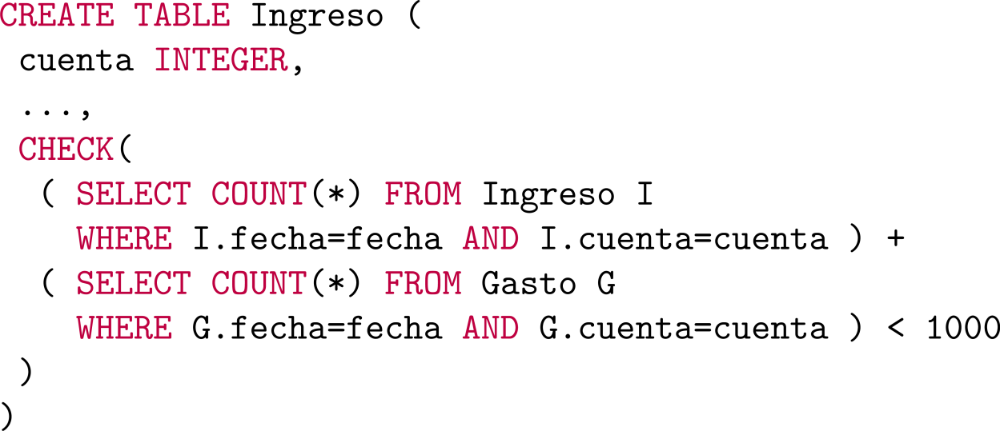 CREATE TABLE Ingreso (
cuenta INTEGER,
...,
CHECK(
( SELECT COUNT(*) FROM Ingreso I
WHERE I.fecha=fecha AND I.cuenta=cuenta ) +
( SELECT COUNT(*) FROM Gasto G
WHERE G.fecha=fecha AND G.cuenta=cuenta ) < 1000
)
)